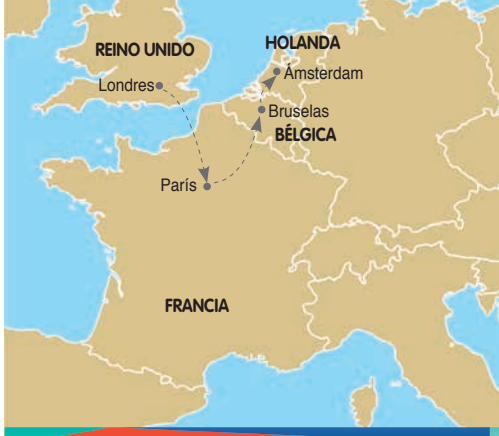 REINO UNIDO
HOLANDA
Londres
Ámsterdam
Bruselas
BÉLGICA
París
FRANCIA